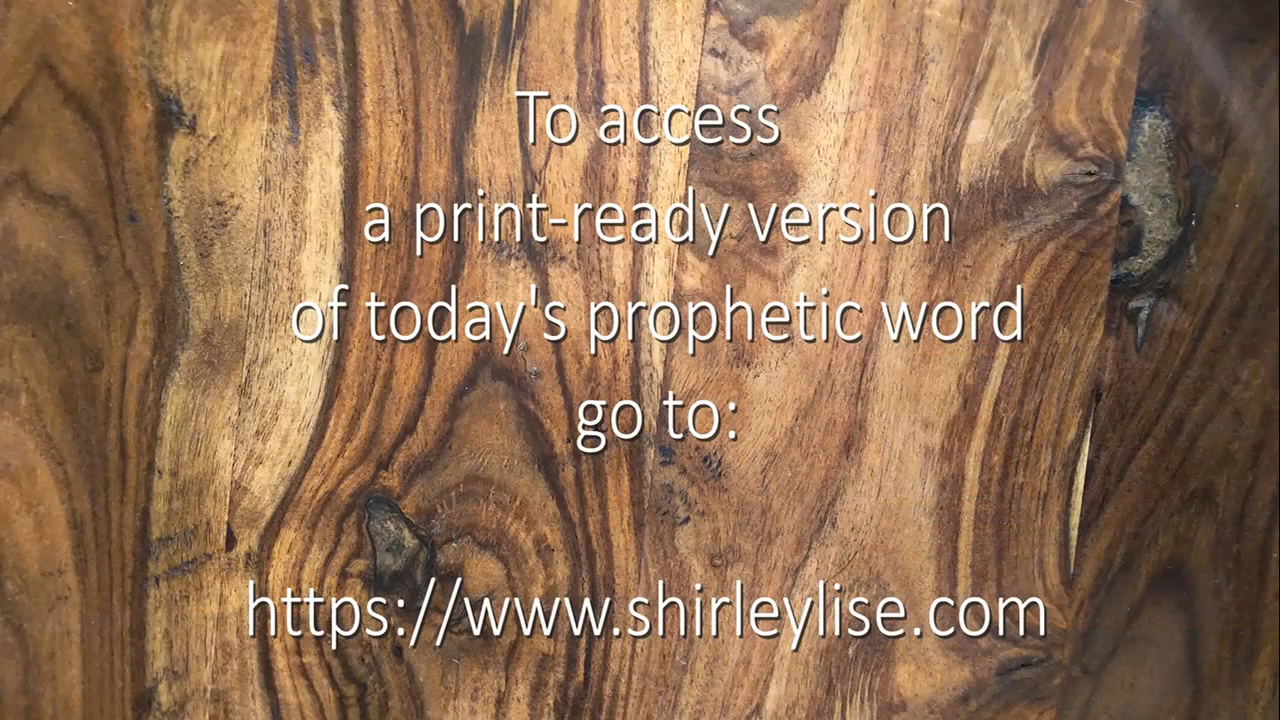 To access
a print-ready version
of today's prophetic word
go to:
https://www.shirleylise.com